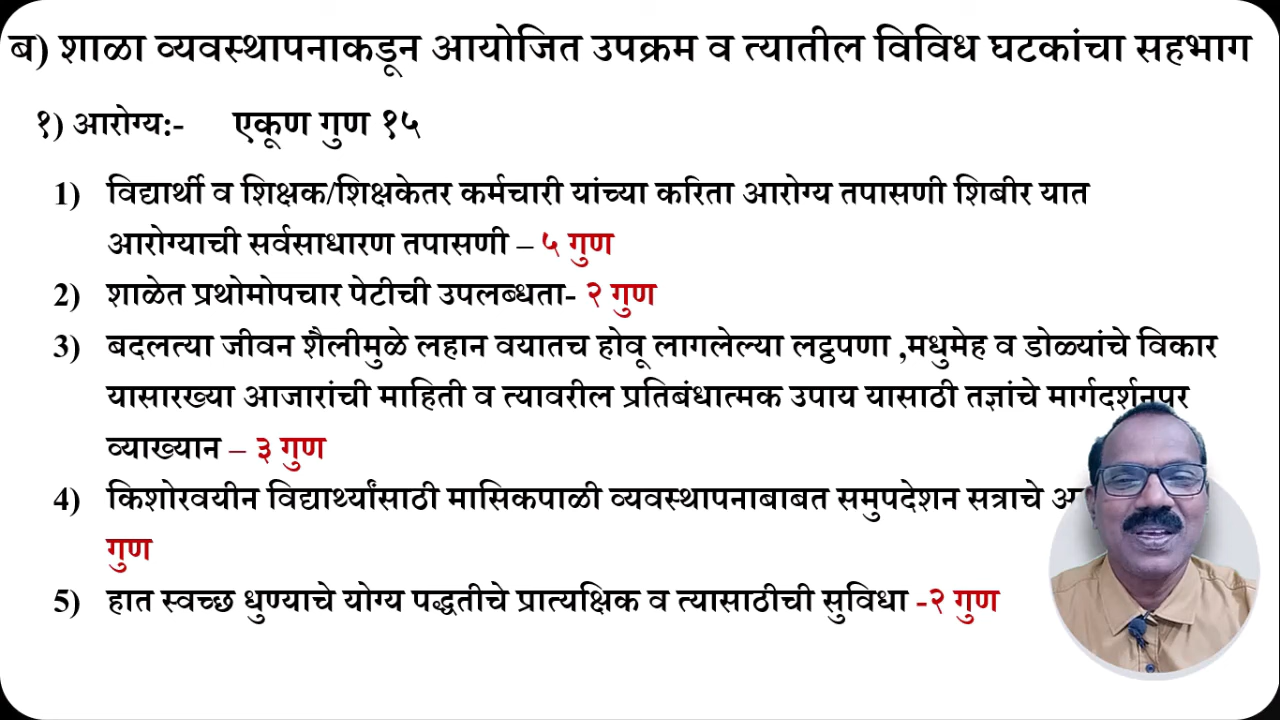 ब) शाळा व्यवस्थापनाकडून आयोजित उपक्रम व त्यातील विविध घटकांचा सहभाग
१) आरोग्य:- एकूण गुण १५
1) विद्यार्थी व शिक्षक/शिक्षकेतर कर्मचारी यांच्या करिता आरोग्य तपासणी शिबीर यात
आरोग्याची सर्वसाधारण तपासणी – ५ गुण
2) शाळेत प्रथोमोपचार पेटीची उपलब्धता- २ गुण
3) बदलत्या जीवन शैलीमुळे लहान वयातच होवू लागलेल्या लट्ठपणा ,मधुमेह व डोळ्यांचे विकार
यासारख्या आजारांची माहिती व त्यावरील प्रतिबंधात्मक उपाय यासाठी तज्ञांचे मार्गदर्शनपर
व्याख्यान – ३ गुण
4) किशोरवयीन विद्यार्थ्यांसाठी मासिकपाळी व्यवस्थापनाबाबत समुपदेशन सत्राचे
गुण
5) हात स्वच्छ धुण्याचे योग्य पद्धतीचे प्रात्यक्षिक व त्यासाठीची सुविधा -२ गुण